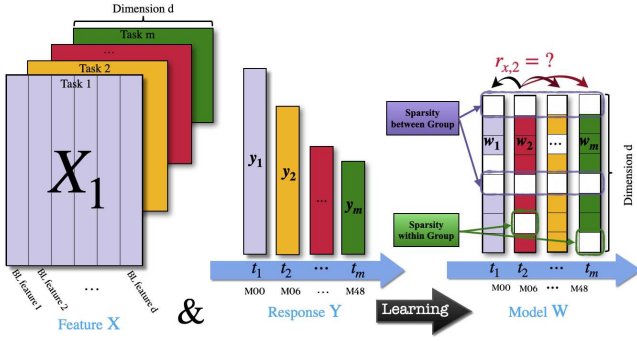 Dimension d
Task m
...
Task 2
Task 1
X1
BL feature 1
BL feature 2
...
BL feature d
Feature X
&
y1
y2
...
ym
t1 t2 ... tm
M00 M06 ... M48
Response Y
Learning
rx,2 = ?
Sparsity
between Group
w1
w2
...
wm
Sparsity
within Group
Dimension d
t1 t2 ... tm
M00 M06 ... M48
Model W